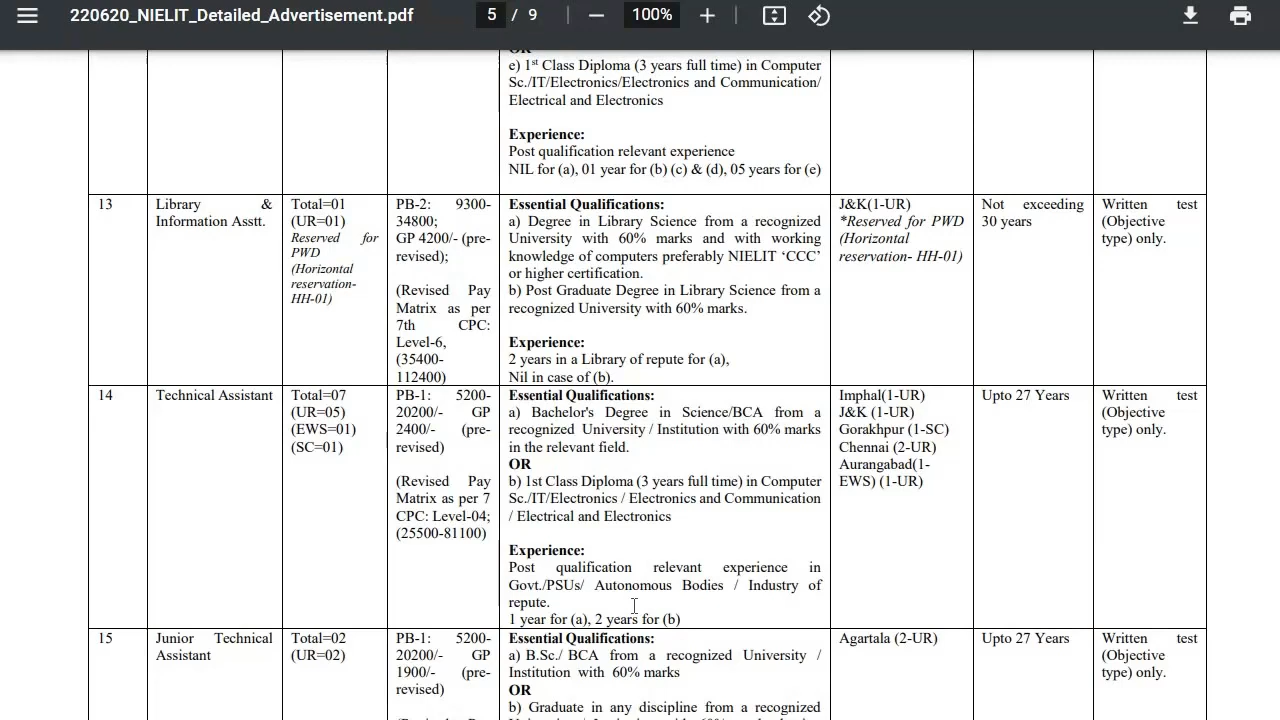 220620_NIELIT_Detailed_Advertisement.pdf
5 / 9
100%
OR
e) 1st Class Diploma (3 years full time) in Computer
Sc./IT/Electronics/Electronics and Communication/
Electrical and Electronics
Experience:
Post qualification relevant experience
NIL for (a), 01 year for (b) (c) & (d), 05 years for (e)
13
Library &
Information Asstt.
Total=01
(UR=01)
Reserved for
PWD
(Horizontal
reservation-
HH-01)
PB-2: 9300-
34800;
GP 4200/- (pre-
revised);
(Revised Pay
Matrix as per
7th CPC:
Level-6,
(35400-
112400)
Essential Qualifications:
a) Degree in Library Science from a recognized
University with 60% marks and with working
knowledge of computers preferably NIELIT ‘CCC’
or higher certification.
b) Post Graduate Degree in Library Science from a
recognized University with 60% marks.
Experience:
2 years in a Library of repute for (a),
Nil in case of (b).
J&K(1-UR)
*Reserved for PWD
(Horizontal
reservation- HH-01)
Not exceeding
30 years
Written test
(Objective
type) only.
14
Technical Assistant
Total=07
(UR=05)
(EWS=01)
(SC=01)
PB-1: 5200-
20200/- GP
2400/- (pre-
revised)
(Revised Pay
Matrix as per 7
CPC: Level-04;
(25500-81100)
Essential Qualifications:
a) Bachelor's Degree in Science/BCA from a
recognized University / Institution with 60% marks
in the relevant field.
OR
b) 1st Class Diploma (3 years full time) in Computer
Sc./IT/Electronics / Electronics and Communication
/ Electrical and Electronics
Experience:
Post qualification relevant experience in
Govt./PSUs/ Autonomous Bodies / Industry of
repute.
1 year for (a), 2 years for (b)
Imphal(1-UR)
J&K (1-UR)
Gorakhpur (1-SC)
Chennai (2-UR)
Aurangabad(1-
EWS) (1-UR)
Upto 27 Years
Written test
(Objective
type) only.
15
Junior Technical
Assistant
Total=02
(UR=02)
PB-1: 5200-
20200/- GP
1900/- (pre-
revised)
Essential Qualifications:
a) B.Sc./ BCA from a recognized University /
Institution with 60% marks
OR
b) Graduate in any discipline from a recognized
Agartala (2-UR)
Upto 27 Years
Written test
(Objective
type) only.